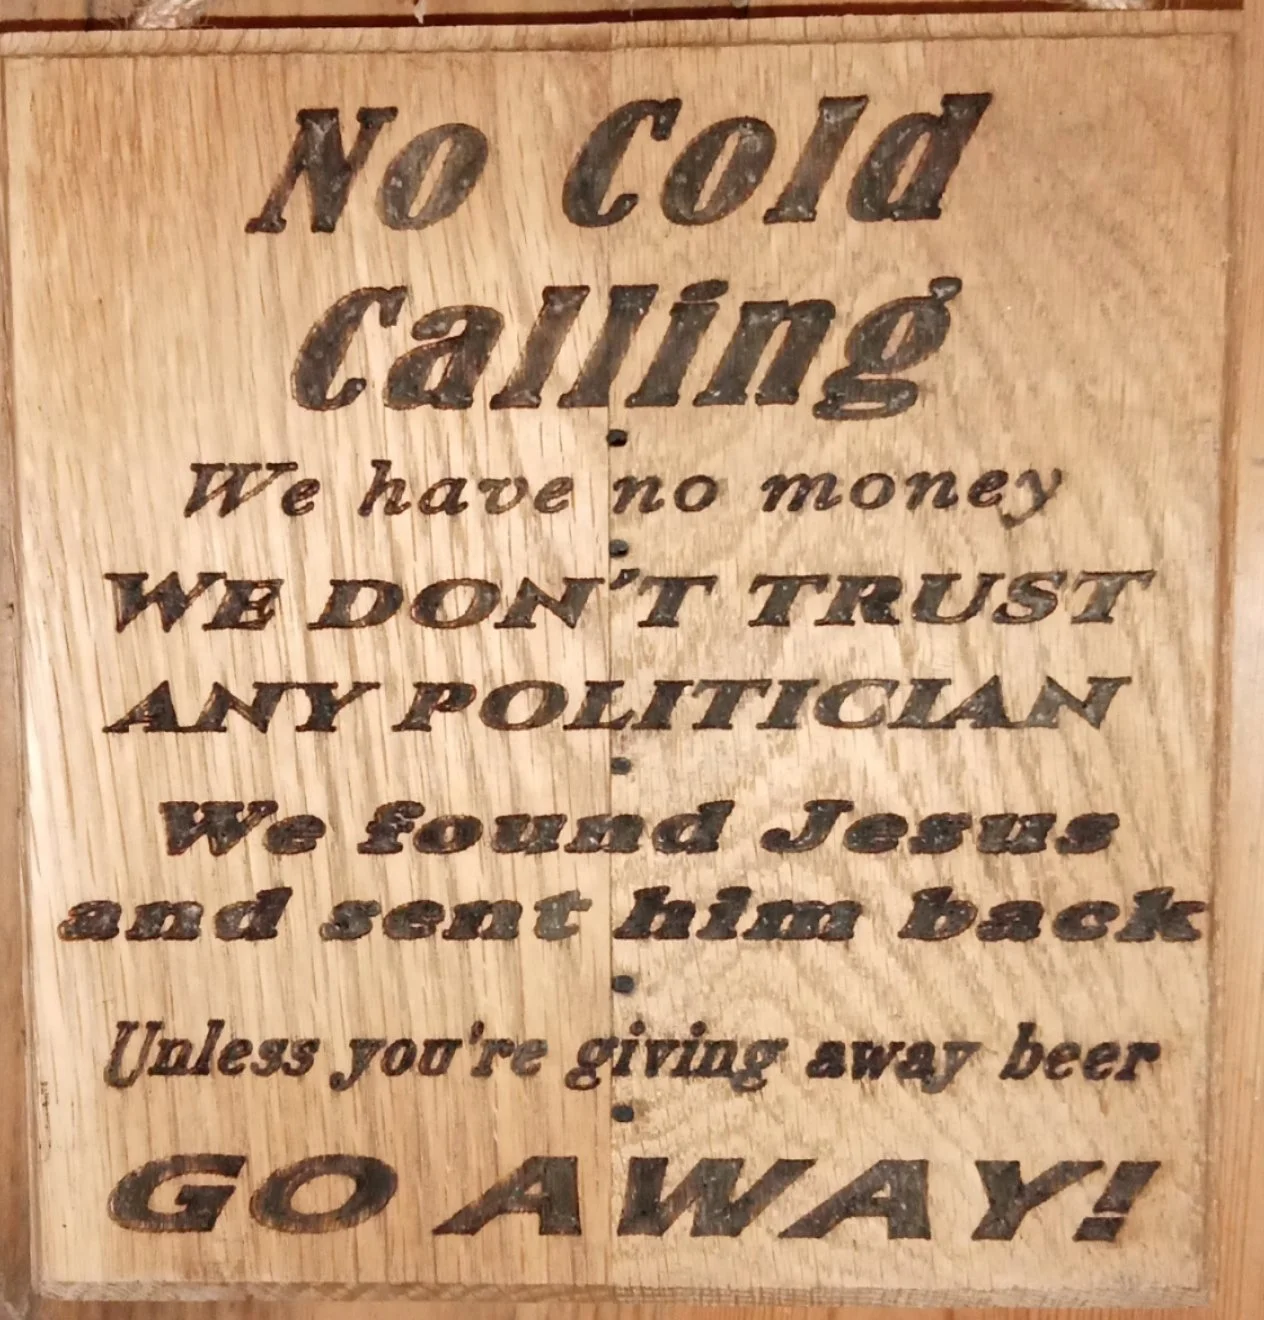 No Cold
Calling
•
We have no money
•
WE DON'T TRUST
ANY POLITICIAN
•
We found Jesus
and sent him back
•
Unless you're giving away beer
•
GO AWAY!